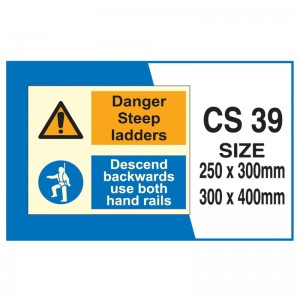 Danger
Steep
ladders
Descend
backwards
use both
hand rails
CS 39
SIZE
250 x 300mm
300 x 400mm